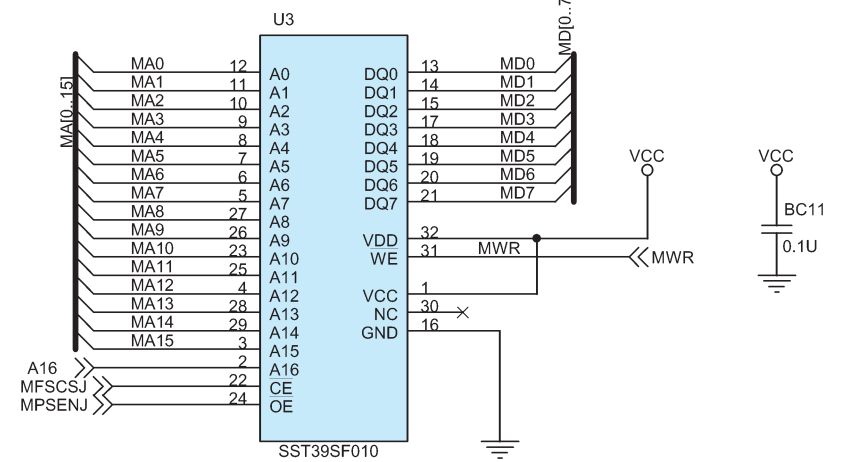 U3
MA[0..15]
MD[0..7
MA0 12 A0 DQ0 13 MD0
MA1 11 A1 DQ1 14 MD1
MA2 10 A2 DQ2 15 MD2
MA3 9 A3 DQ3 17 MD3
MA4 8 A4 DQ4 18 MD4
MA5 7 A5 DQ5 19 MD5
MA6 6 A6 DQ6 20 MD6
MA7 5 A7 DQ7 21 MD7
MA8 27 A8
MA9 26 A9 VDD 32
MA10 23 A10 WE 31 MWR MWR
MA11 25 A11
MA12 4 A12 VCC 1
MA13 28 A13 NC 30
MA14 29 A14 GND 16
MA15 3 A15
A16 2 A16
MFSCSJ 22 CE
MPSENJ 24 OE
SST39SF010
VCC
VCC
BC11
0.1U